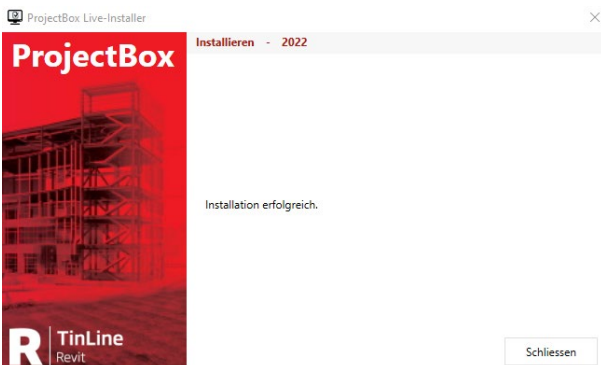 ProjectBox Live-Installer
ProjectBox
Installieren - 2022
Installation erfolgreich.
R
TinLine
Revit
Schliessen